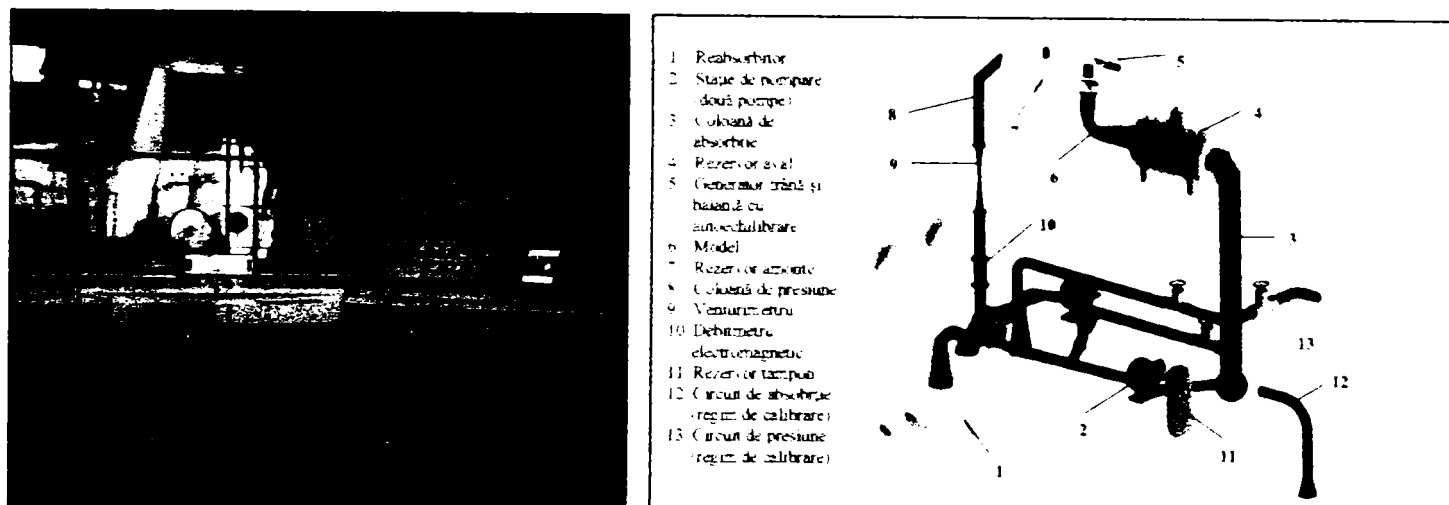 1 Reabsorbitor
2 Stație de pompare
(două pompe)
3 Coloană de
absorbție
4 Rezervor aval
5 Generator frână și
balanță cu
autoechilibrare
6 Model
7 Rezervor amonte
8 Coloană de presiune
9 Venturimetru
10 Debitmetru
electromagnetic
11 Rezervor tampon
12 Circuit de absorbție
(regim de calibrare)
13 Circuit de presiune
(regim de calibrare)
5
8
4
9
6
10
3
13
12
2
11
1